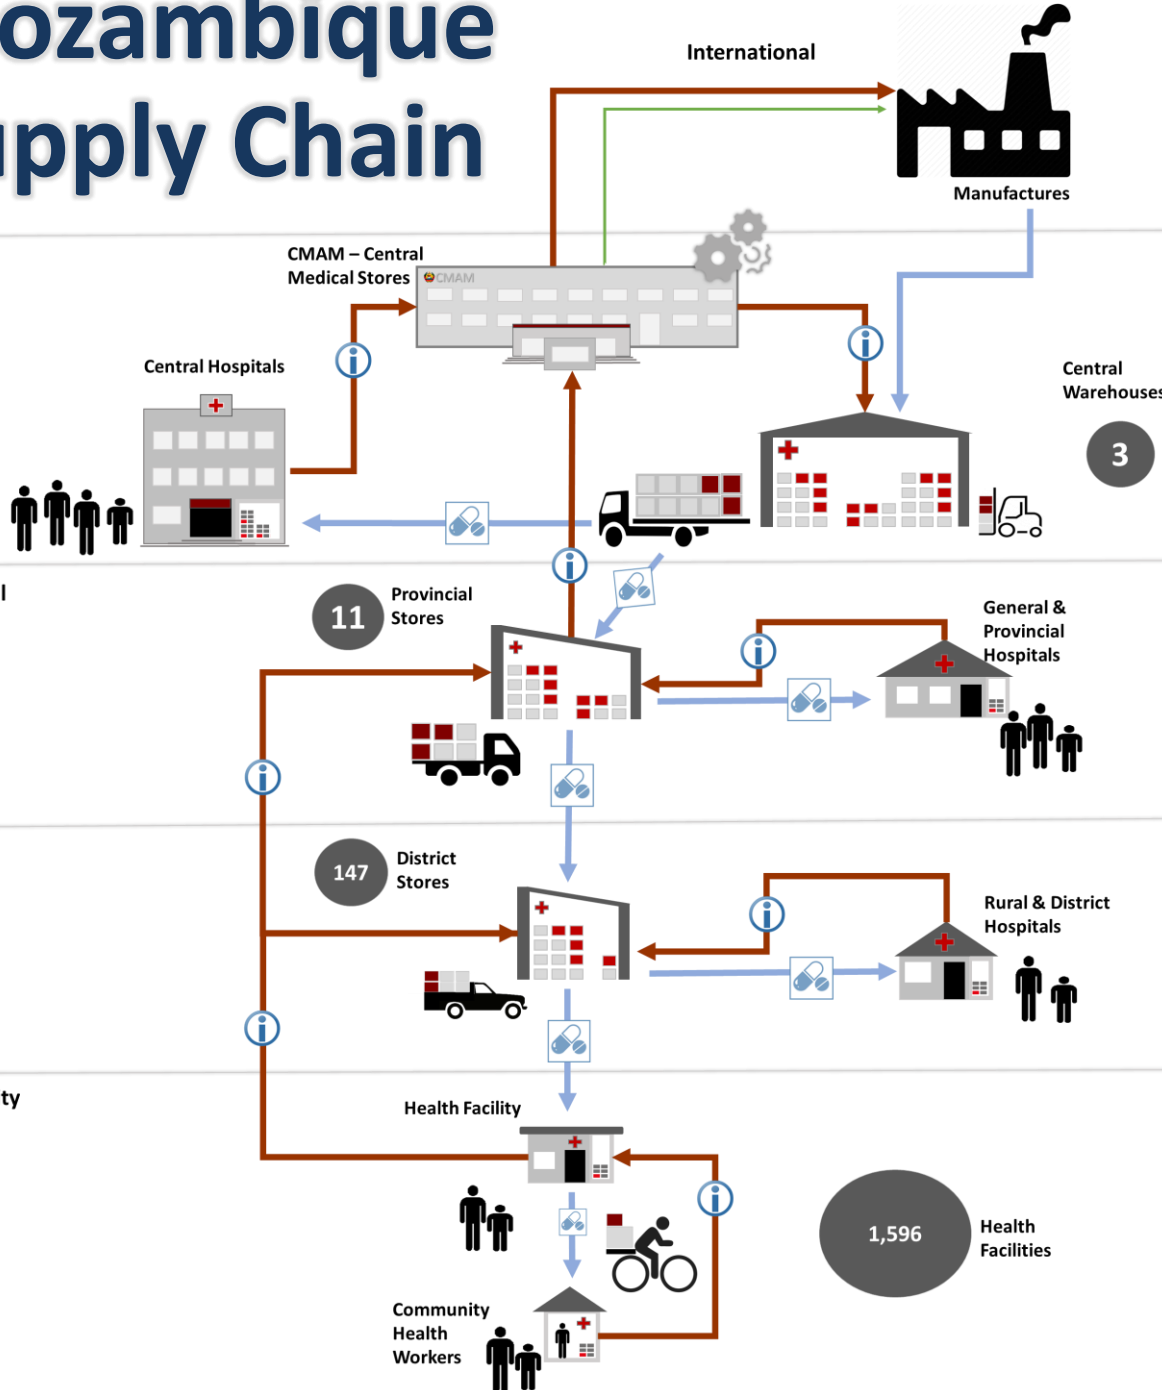 ozambique
upply Chain
International
Manufactures
CMAM – Central
Medical Stores
CMAM
Central Hospitals
Central
Warehouses
3
l
11
Provincial
Stores
General &
Provincial
Hospitals
147
District
Stores
Rural & District
Hospitals
ty
Health Facility
1,596
Health
Facilities
Community
Health
Workers